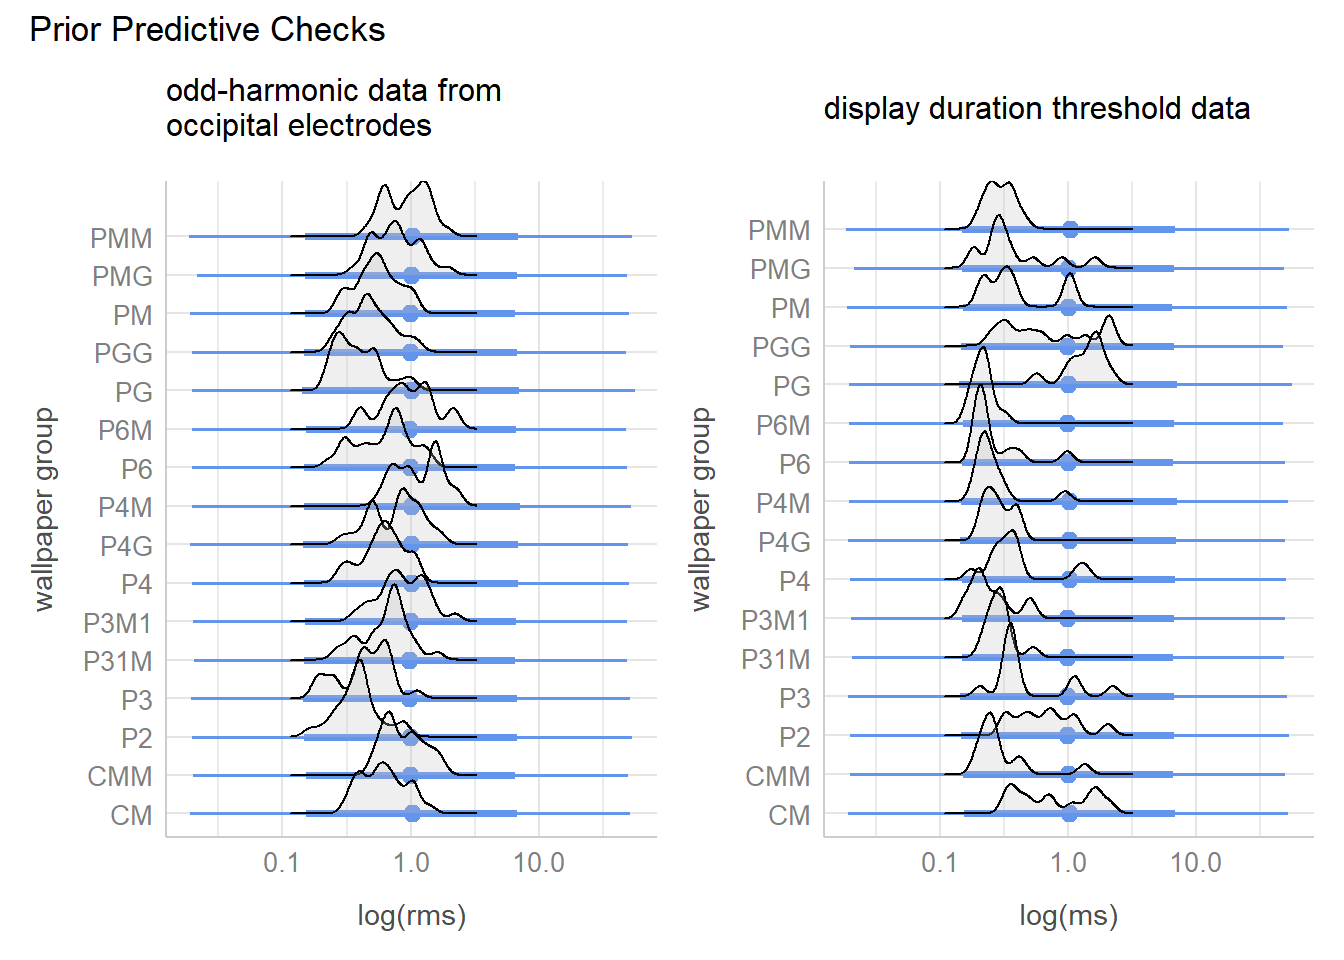 Prior Predictive Checks
odd-harmonic data from
occipital electrodes
wallpaper group
PMM
PMG
PM
PGG
PG
P6M
P6
P4M
P4G
P4
P3M1
P31M
P3
P2
CMM
CM
0.1 1.0 10.0
log(rms)
display duration threshold data
wallpaper group
PMM
PMG
PM
PGG
PG
P6M
P6
P4M
P4G
P4
P3M1
P31M
P3
P2
CMM
CM
0.1 1.0 10.0
log(ms)